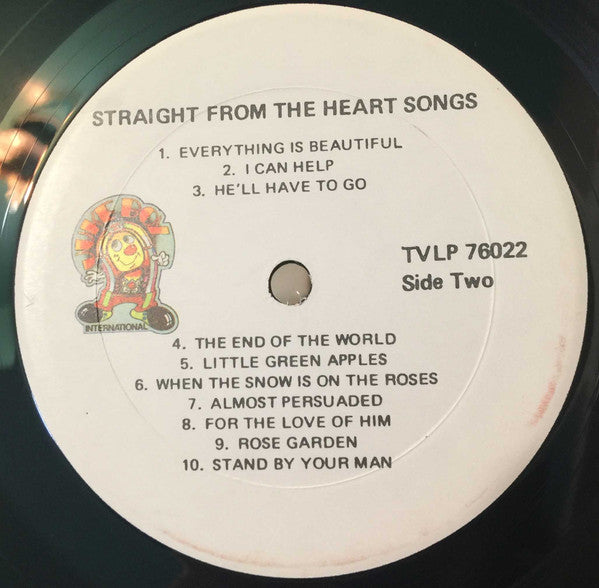 STRAIGHT FROM THE HEART SONGS
1. EVERYTHING IS BEAUTIFUL
2. I CAN HELP
3. HE'LL HAVE TO GO
TVLP 76022
Side Two
INTERNATIONAL
4. THE END OF THE WORLD
5. LITTLE GREEN APPLES
6. WHEN THE SNOW IS ON THE ROSES
7. ALMOST PERSUADED
8. FOR THE LOVE OF HIM
9. ROSE GARDEN
10. STAND BY YOUR MAN